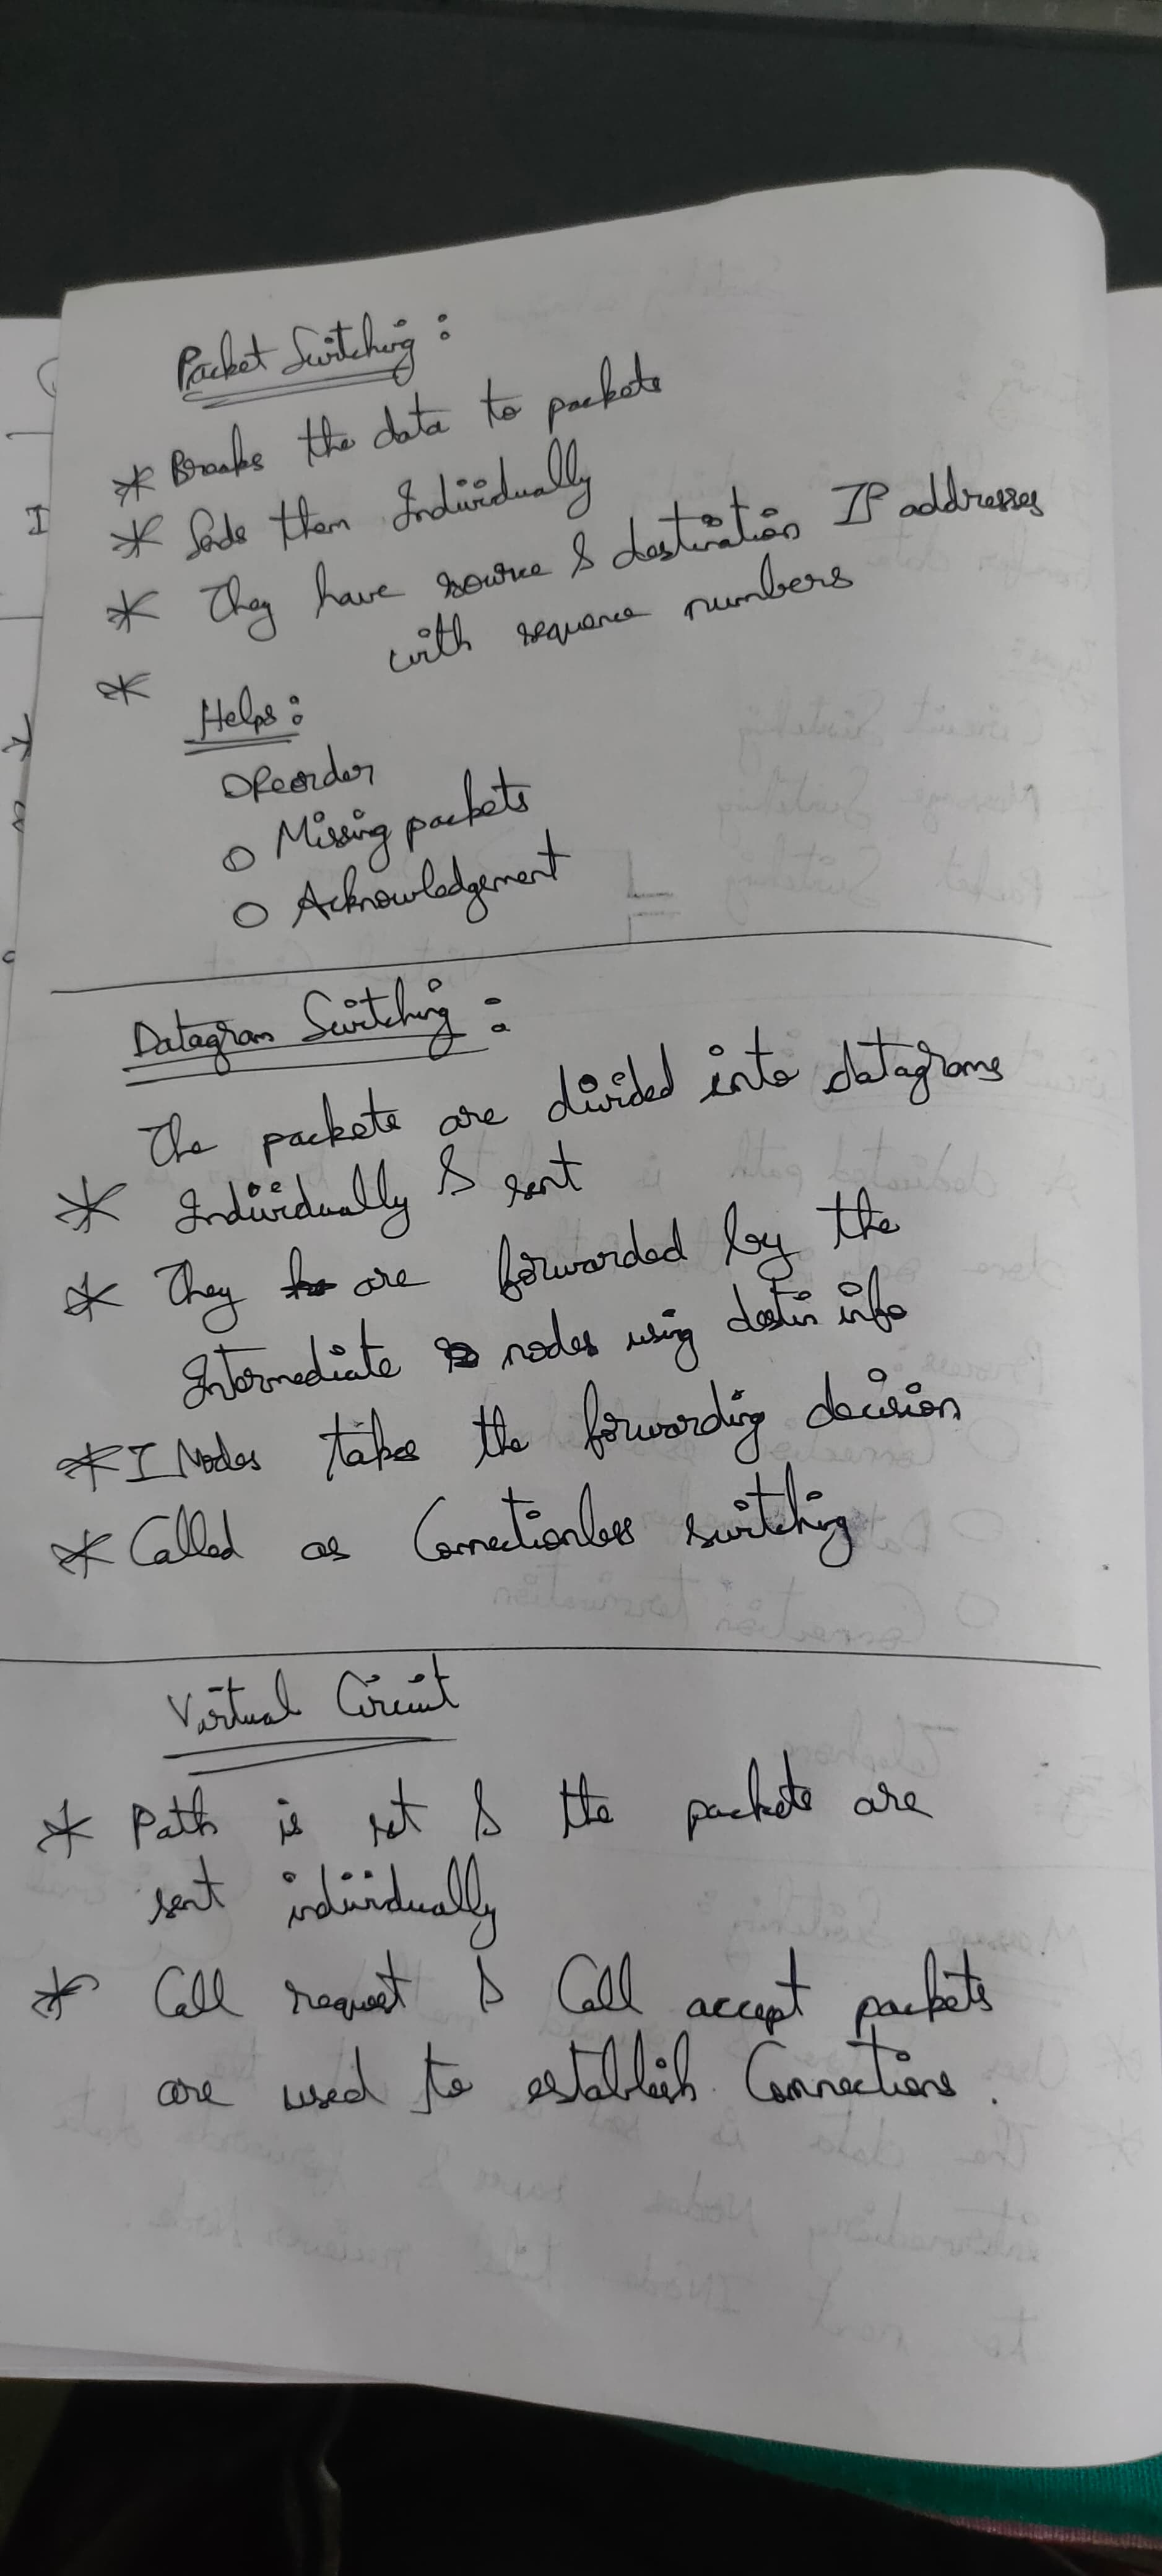 Packet Switching:
* Breaks the data to packets
* Sends them Individually
* They have source & destination IP addresses
with sequence numbers
*
Helps:
O Reorder
O Missing packets
O Acknowledgement
Datagram Switching:
The packets are divided into datagrams
* Individually & sent
* They are forwarded by the
Intermediate nodes using destin info
* I Nodes takes the forwarding decision
* Called as Connectionless switching
Virtual Circuit
* Path is set & the packets are
sent individually
* Call request & Call accept packets
are used to establish Connections.